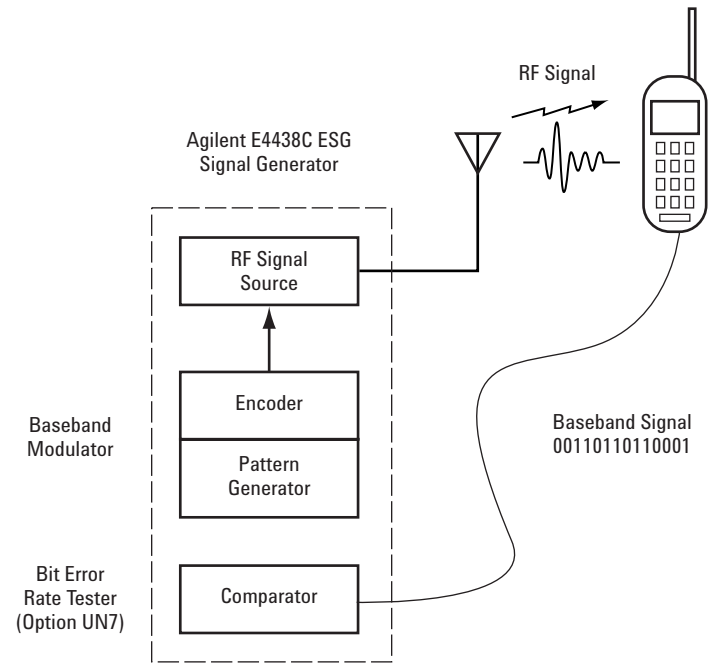 RF Signal
Agilent E4438C ESG
Signal Generator
RF Signal
Source
Encoder
Baseband
Modulator
Pattern
Generator
Baseband Signal
00110110110001
Bit Error
Rate Tester
(Option UN7)
Comparator